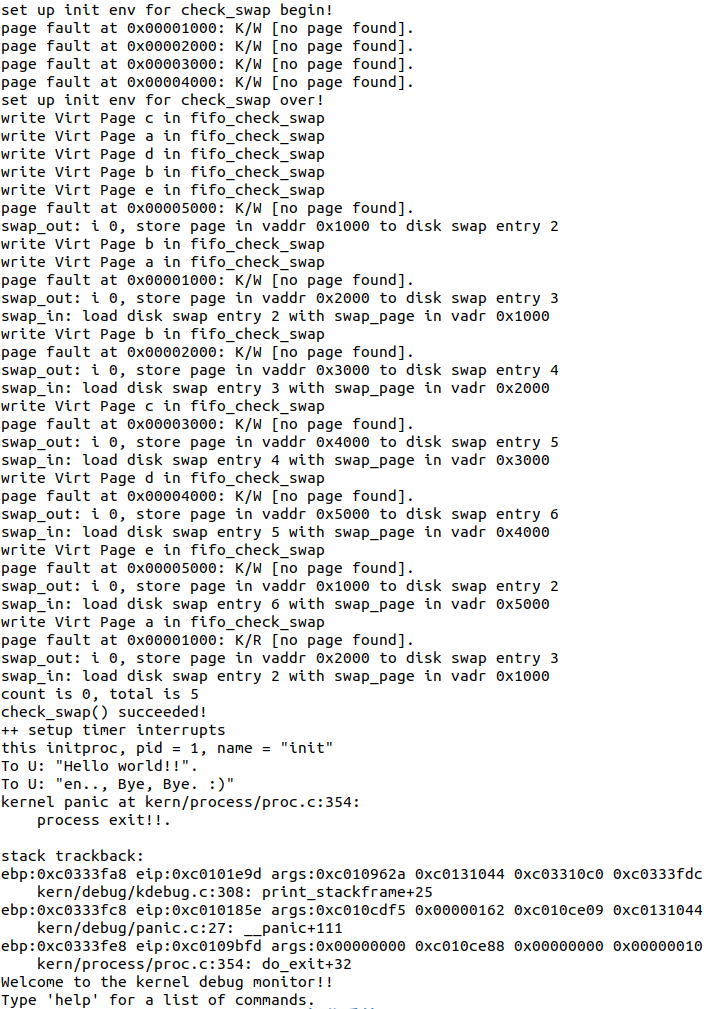 set up init env for check_swap begin!
page fault at 0x00001000: K/W [no page found].
page fault at 0x00002000: K/W [no page found].
page fault at 0x00003000: K/W [no page found].
page fault at 0x00004000: K/W [no page found].
set up init env for check_swap over!
write Virt Page c in fifo_check_swap
write Virt Page a in fifo_check_swap
write Virt Page d in fifo_check_swap
write Virt Page b in fifo_check_swap
write Virt Page e in fifo_check_swap
page fault at 0x00005000: K/W [no page found].
swap_out: i 0, store page in vaddr 0x1000 to disk swap entry 2
write Virt Page b in fifo_check_swap
write Virt Page a in fifo_check_swap
page fault at 0x00001000: K/W [no page found].
swap_out: i 0, store page in vaddr 0x2000 to disk swap entry 3
swap_in: load disk swap entry 2 with swap_page in vadr 0x1000
write Virt Page b in fifo_check_swap
page fault at 0x00002000: K/W [no page found].
swap_out: i 0, store page in vaddr 0x3000 to disk swap entry 4
swap_in: load disk swap entry 3 with swap_page in vadr 0x2000
write Virt Page c in fifo_check_swap
page fault at 0x00003000: K/W [no page found].
swap_out: i 0, store page in vaddr 0x4000 to disk swap entry 5
swap_in: load disk swap entry 4 with swap_page in vadr 0x3000
write Virt Page d in fifo_check_swap
page fault at 0x00004000: K/W [no page found].
swap_out: i 0, store page in vaddr 0x5000 to disk swap entry 6
swap_in: load disk swap entry 5 with swap_page in vadr 0x4000
write Virt Page e in fifo_check_swap
page fault at 0x00005000: K/W [no page found].
swap_out: i 0, store page in vaddr 0x1000 to disk swap entry 2
swap_in: load disk swap entry 6 with swap_page in vadr 0x5000
write Virt Page a in fifo_check_swap
page fault at 0x00001000: K/R [no page found].
swap_out: i 0, store page in vaddr 0x2000 to disk swap entry 3
swap_in: load disk swap entry 2 with swap_page in vadr 0x1000
count is 0, total is 5
check_swap() succeeded!
++ setup timer interrupts
this initproc, pid = 1, name = "init"
To U: "Hello world!!".
To U: "en.., Bye, Bye. :)"
kernel panic at kern/process/proc.c:354:
    process exit!!.

stack trackback:
ebp:0xc0333fa8 eip:0xc0101e9d args:0xc010962a 0xc0131044 0xc03310c0 0xc0333fdc
    kern/debug/kdebug.c:308: print_stackframe+25
ebp:0xc0333fc8 eip:0xc010185e args:0xc010cdf5 0x00000162 0xc010ce09 0xc0131044
    kern/debug/panic.c:27: __panic+111
ebp:0xc0333fe8 eip:0xc0109bfd args:0x00000000 0xc010ce88 0x00000000 0x00000010
    kern/process/proc.c:354: do_exit+32
Welcome to the kernel debug monitor!!
Type 'help' for a list of commands.